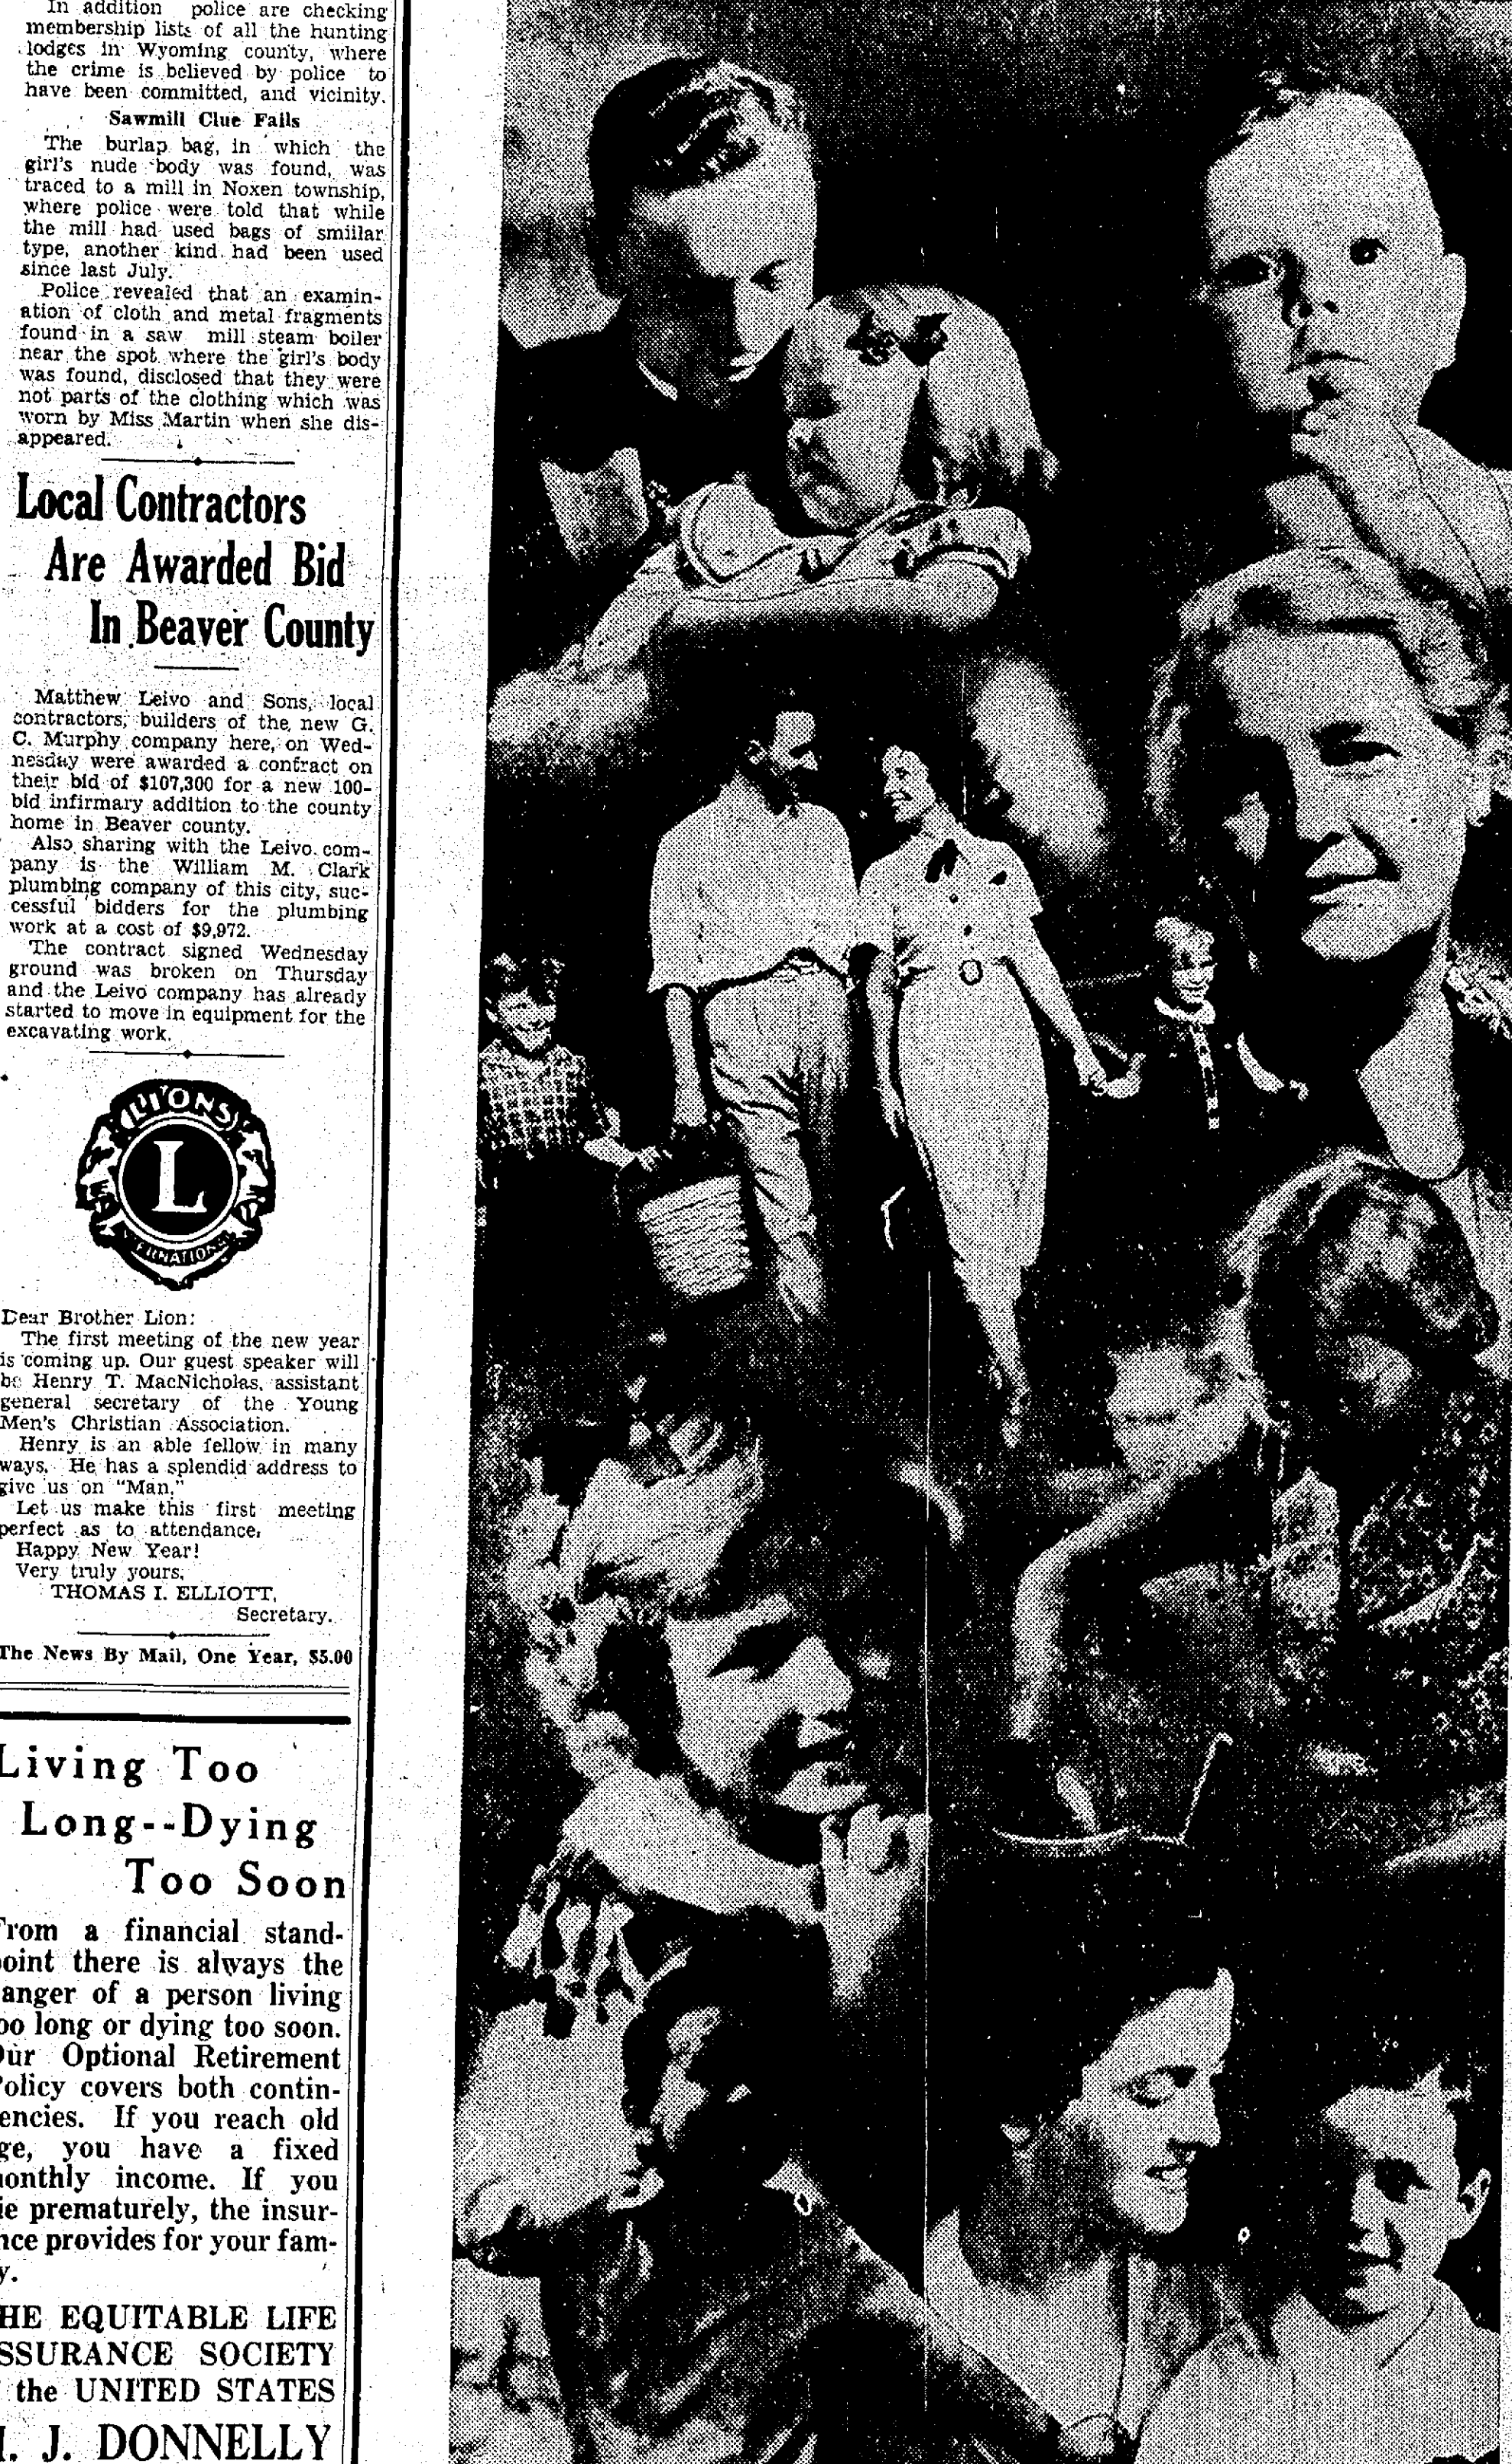 In addition police are checking
membership lists of all the hunting
lodges in Wyoming county, where
the crime is believed by police to
have been committed, and vicinity.
Sawmill Clue Fails
The burlap bag, in which the
girl's nude body was found, was
traced to a mill in Noxen township,
where police were told that while
the mill had used bags of smiilar
type, another kind had been used
since last July.
Police revealed that an examin-
ation of cloth and metal fragments
found in a saw mill steam boiler
near the spot where the girl's body
was found, disclosed that they were
not parts of the clothing which was
worn by Miss Martin when she dis-
appeared.
Local Contractors
Are Awarded Bid
In Beaver County
Matthew Leivo and Sons, local
contractors, builders of the new G.
C. Murphy company here, on Wed-
nesday were awarded a contract on
their bid of $107,300 for a new 100-
bid infirmary addition to the county
home in Beaver county.
Also sharing with the Leivo com-
pany is the William M. Clark
plumbing company of this city, suc-
cessful bidders for the plumbing
work at a cost of $9,972.
The contract signed Wednesday
ground was broken on Thursday
and the Leivo company has already
started to move in equipment for the
excavating work.
LIONS
L
ERNATION
Dear Brother Lion:
The first meeting of the new year
is coming up. Our guest speaker will
be Henry T. MacNicholas, assistant
general secretary of the Young
Men's Christian Association.
Henry is an able fellow in many
ways. He has a splendid address to
give us on "Man."
Let us make this first meeting
perfect as to attendance.
Happy New Year!
Very truly yours,
THOMAS I. ELLIOTT,
Secretary.
The News By Mail, One Year, $5.00
Living Too
Long--Dying
Too Soon
From a financial stand-
point there is always the
anger of a person living
oo long or dying too soon.
Our Optional Retirement
Policy covers both contin-
encies. If you reach old
ge, you have a fixed
onthly income. If you
ie prematurely, the insur-
nce provides for your fam-
y.
HE EQUITABLE LIFE
SSURANCE SOCIETY
the UNITED STATES
. J. DONNELLY